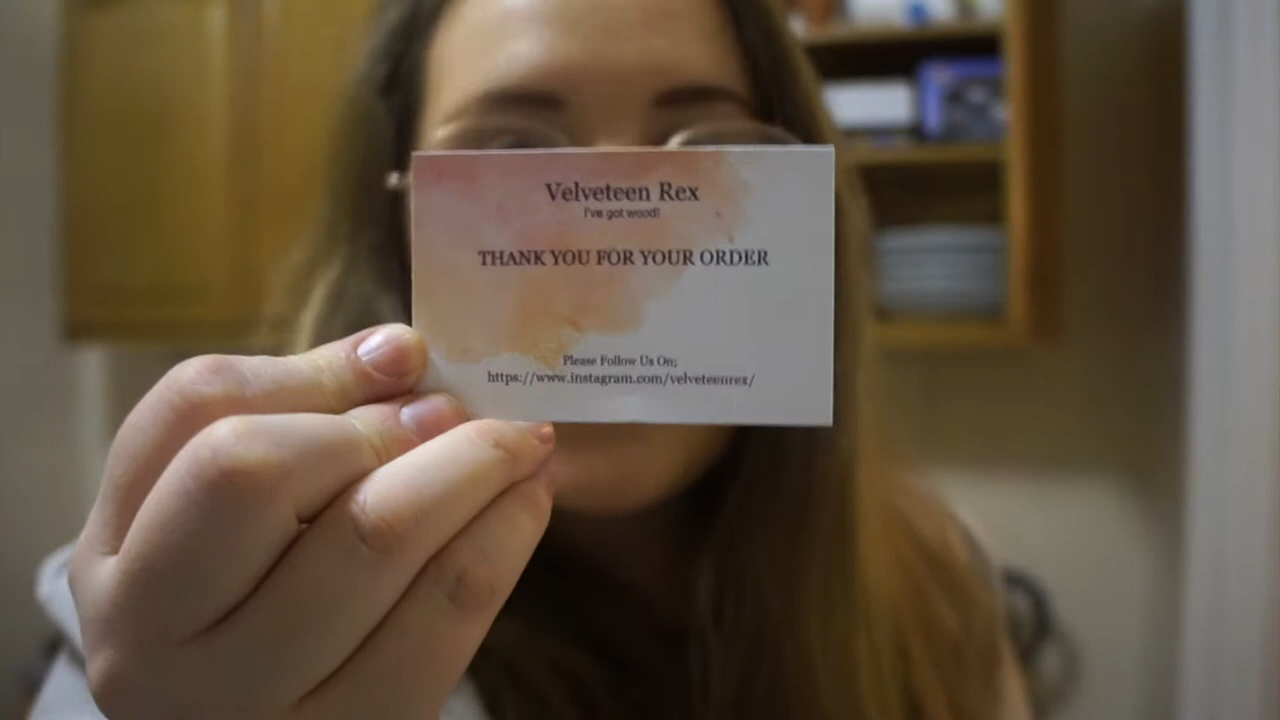 Velveteen Rex
I've got wood!
THANK YOU FOR YOUR ORDER
Please Follow Us On;
https://www.instagram.com/velveteenrex/